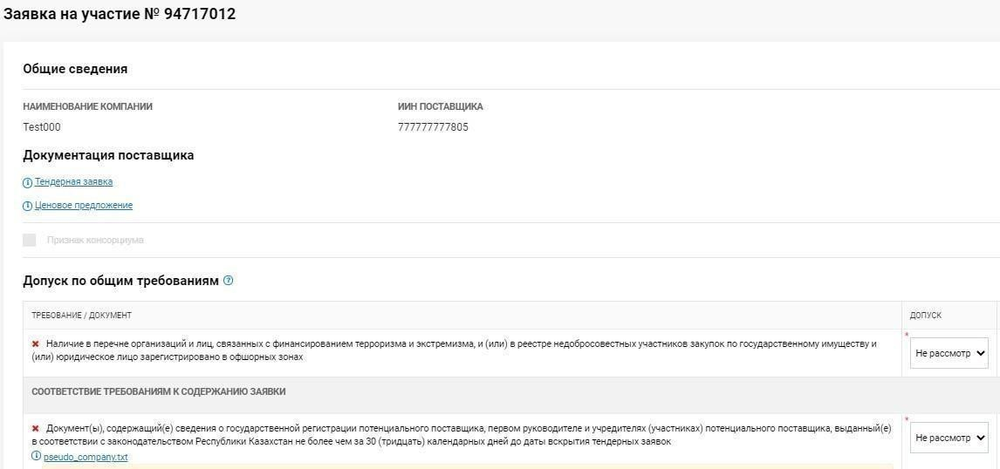 Заявка на участие № 94717012
Общие сведения
НАИМЕНОВАНИЕ КОМПАНИИ
ИИН ПОСТАВЩИКА
Test000
777777777805
Документация поставщика
Тендерная заявка
Ценовое предложение
Признак консорциума
Допуск по общим требованиям
ТРЕБОВАНИЕ / ДОКУМЕНТ
ДОПУСК
Наличие в перечне организаций и лиц, связанных с финансированием терроризма и экстремизма, и (или) в реестре недобросовестных участников закупок по государственному имуществу и
(или) юридическое лицо зарегистрировано в офшорных зонах
* Не рассмотр
СООТВЕТСТВИЕ ТРЕБОВАНИЯМ К СОДЕРЖАНИЮ ЗАЯВКИ
Документ(ы), содержащий(е) сведения о государственной регистрации потенциального поставщика, первом руководителе и учредителях (участниках) потенциального поставщика, выданный(е)
в соответствии с законодательством Республики Казахстан не более чем за 30 (тридцать) календарных дней до даты вскрытия тендерных заявок
* Не рассмотр
pseudo_company.txt